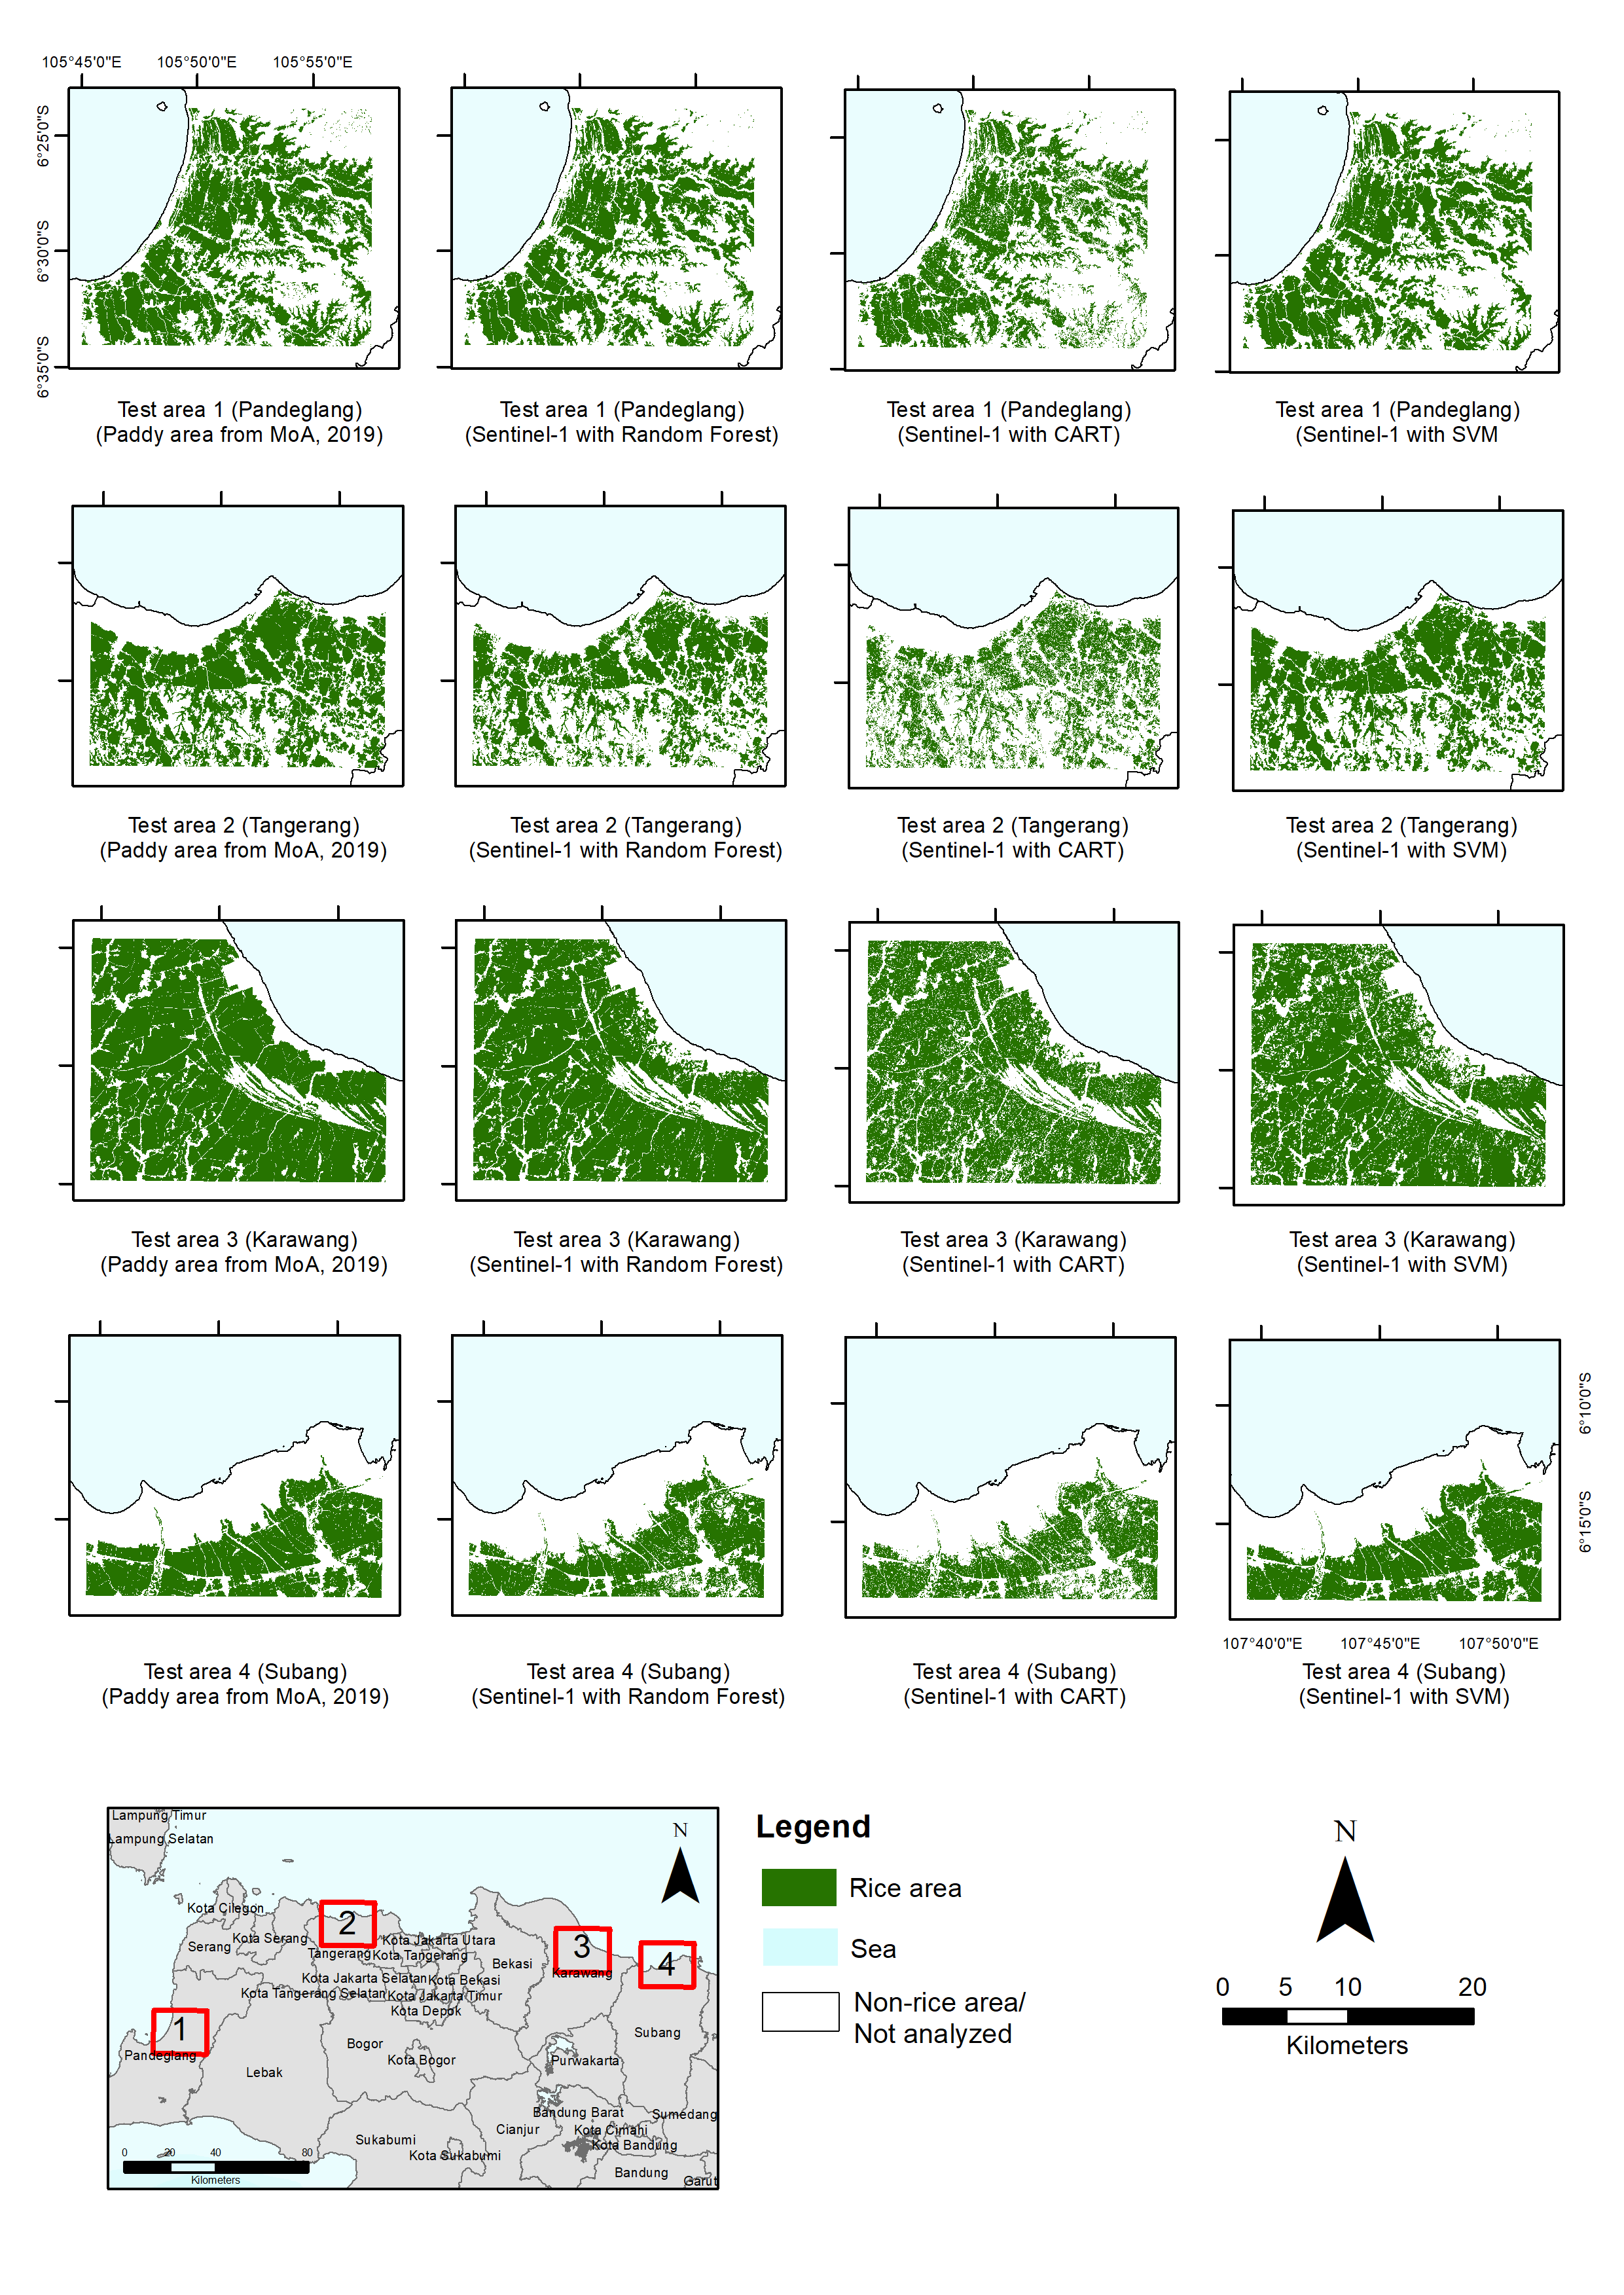 105°45'0"E 105°50'0"E 105°55'0"E
6°25'0"S
6°30'0"S
6°35'0"S
Test area 1 (Pandeglang)
(Paddy area from MoA, 2019)
Test area 1 (Pandeglang)
(Sentinel-1 with Random Forest)
Test area 1 (Pandeglang)
(Sentinel-1 with CART)
Test area 1 (Pandeglang)
(Sentinel-1 with SVM
Test area 2 (Tangerang)
(Paddy area from MoA, 2019)
Test area 2 (Tangerang)
(Sentinel-1 with Random Forest)
Test area 2 (Tangerang)
(Sentinel-1 with CART)
Test area 2 (Tangerang)
(Sentinel-1 with SVM)
Test area 3 (Karawang)
(Paddy area from MoA, 2019)
Test area 3 (Karawang)
(Sentinel-1 with Random Forest)
Test area 3 (Karawang)
(Sentinel-1 with CART)
Test area 3 (Karawang)
(Sentinel-1 with SVM)
6°10'0"S
6°15'0"S
107°40'0"E 107°45'0"E 107°50'0"E
Test area 4 (Subang)
(Paddy area from MoA, 2019)
Test area 4 (Subang)
(Sentinel-1 with Random Forest)
Test area 4 (Subang)
(Sentinel-1 with CART)
Test area 4 (Subang)
(Sentinel-1 with SVM)
Lampung Timur
Lampung Selatan
N
Kota Cilegon
2
Kota Serang
Serang
Kota Jakarta Utara
Tangerang
Kota Tangerang
3
Bekasi
Karawang
4
Kota Jakarta Selatan
Kota Bekasi
Kota Tangerang Selatan
Kota Jakarta Timur
Kota Depok
1
Pandeglang
Subang
Bogor
Kota Bogor
Lebak
Purwakarta
Bandung Barat
Sumedang
Cianjur
Kota Cimahi
Kota Bandung
Sukabumi
Kota Sukabumi
Bandung
Garut
0 20 40 80
Kilometers
Legend
Rice area
Sea
Non-rice area/
Not analyzed
N
0 5 10 20
Kilometers